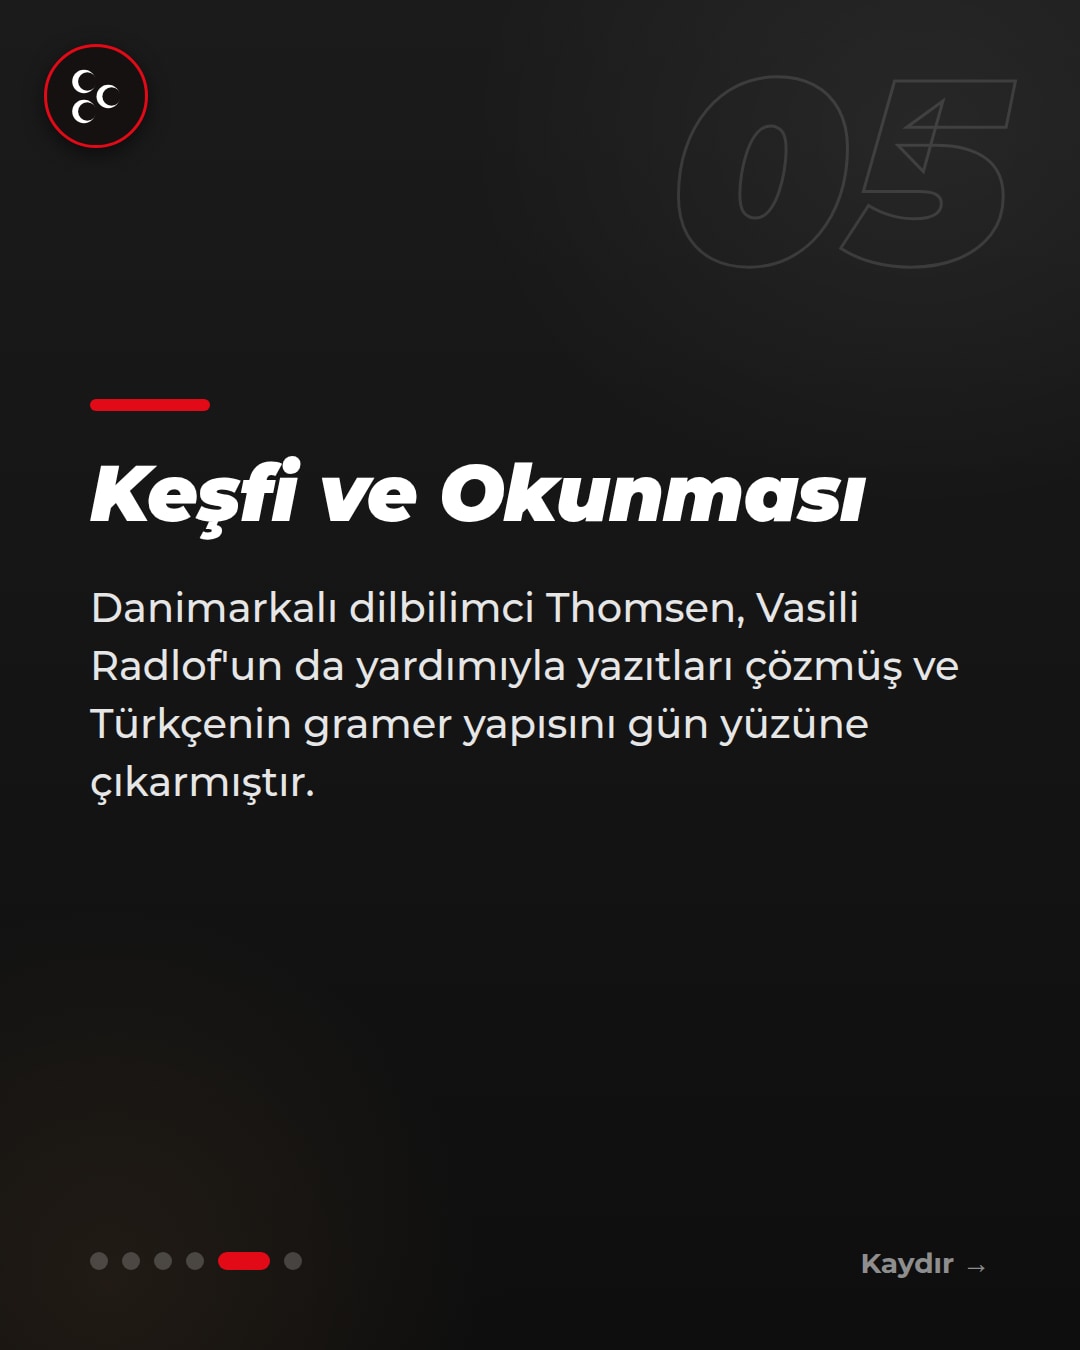 05
Keşfi ve Okunması
Danimarkalı dilbilimci Thomsen, Vasili
Radlof'un da yardımıyla yazıtları çözmüş ve
Türkçenin gramer yapısını gün yüzüne
çıkarmıştır.
Kaydır →